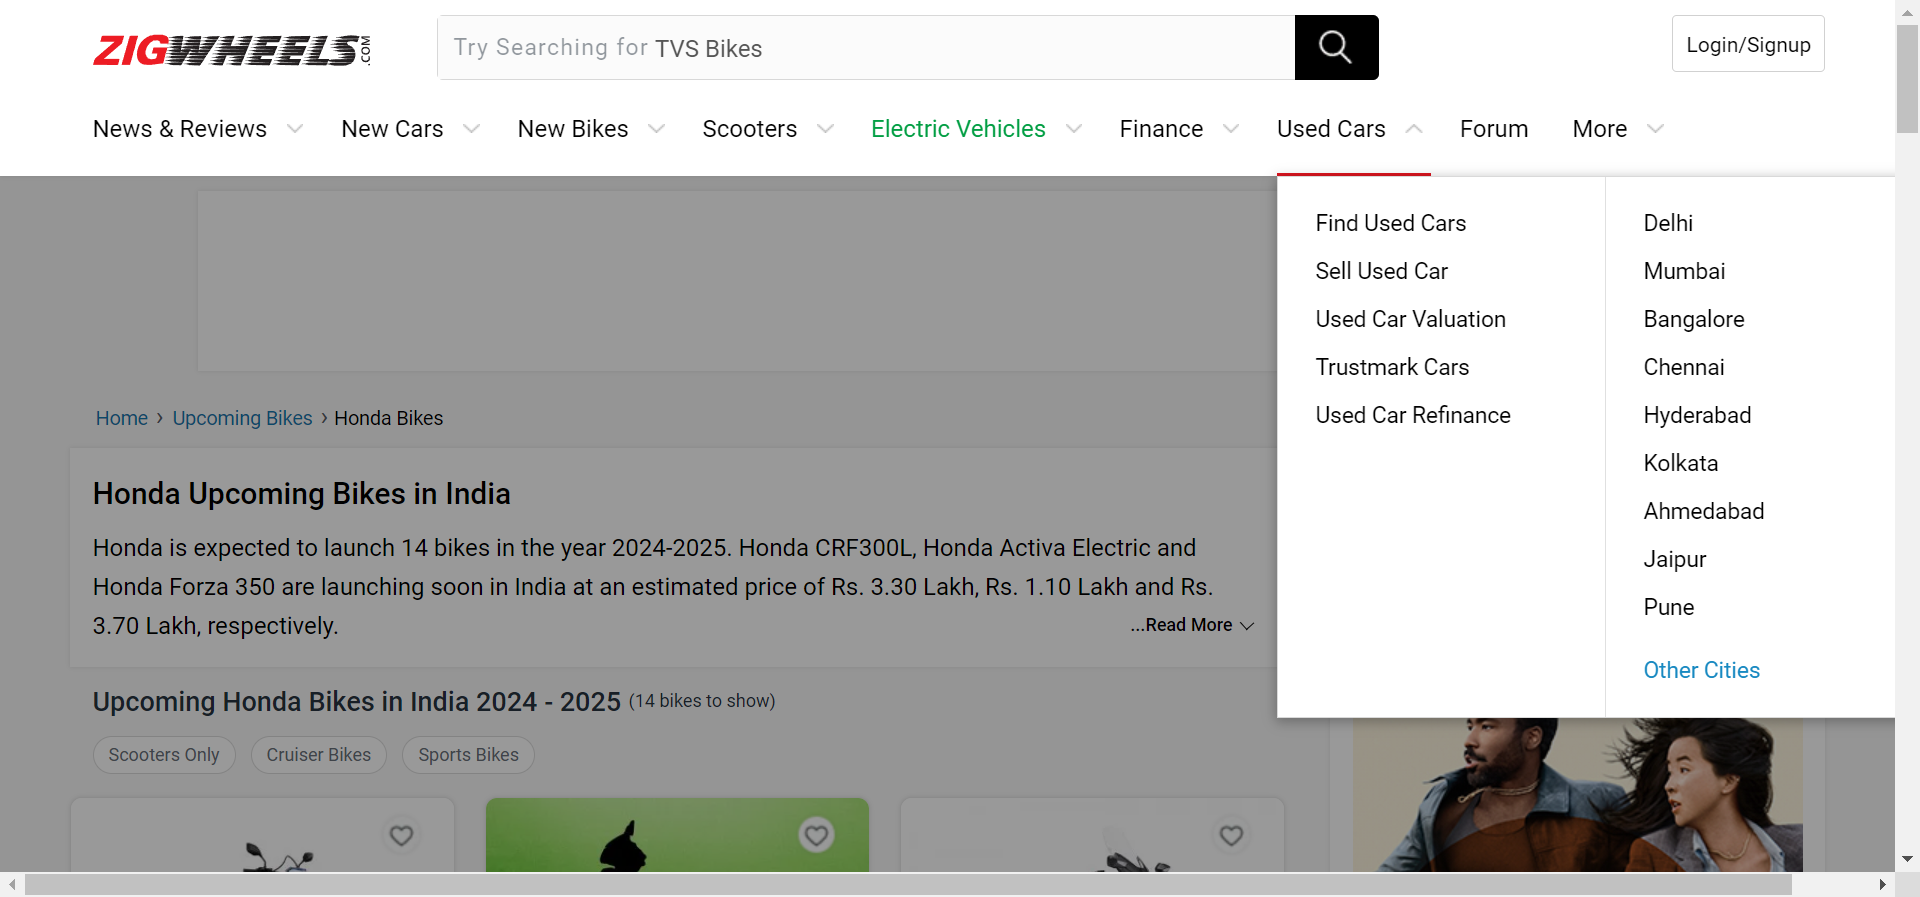 ZIGWHEELS.COM
Try Searching for TVS Bikes
Login/Signup
News & Reviews
New Cars
New Bikes
Scooters
Electric Vehicles
Finance
Used Cars
Forum
More
Find Used Cars
Sell Used Car
Used Car Valuation
Trustmark Cars
Used Car Refinance
Delhi
Mumbai
Bangalore
Chennai
Hyderabad
Kolkata
Ahmedabad
Jaipur
Pune
Other Cities
Home › Upcoming Bikes › Honda Bikes
Honda Upcoming Bikes in India
Honda is expected to launch 14 bikes in the year 2024-2025. Honda CRF300L, Honda Activa Electric and
Honda Forza 350 are launching soon in India at an estimated price of Rs. 3.30 Lakh, Rs. 1.10 Lakh and Rs.
3.70 Lakh, respectively.
...Read More
Upcoming Honda Bikes in India 2024 - 2025 (14 bikes to show)
Scooters Only
Cruiser Bikes
Sports Bikes